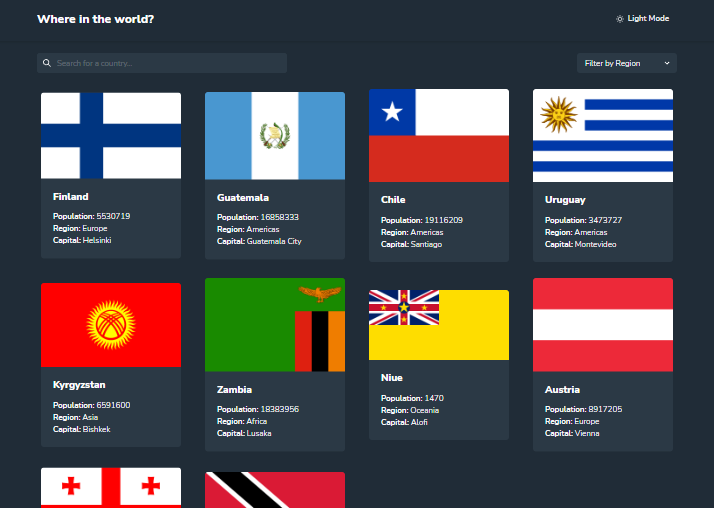 Where in the world?
Light Mode
Search for a country...
Filter by Region
Finland
Population: 5530719
Region: Europe
Capital: Helsinki
Guatemala
Population: 16858333
Region: Americas
Capital: Guatemala City
Chile
Population: 19116209
Region: Americas
Capital: Santiago
Uruguay
Population: 3473727
Region: Americas
Capital: Montevideo
Kyrgyzstan
Population: 6591600
Region: Asia
Capital: Bishkek
Zambia
Population: 18383956
Region: Africa
Capital: Lusaka
Niue
Population: 1470
Region: Oceania
Capital: Alofi
Austria
Population: 8917205
Region: Europe
Capital: Vienna